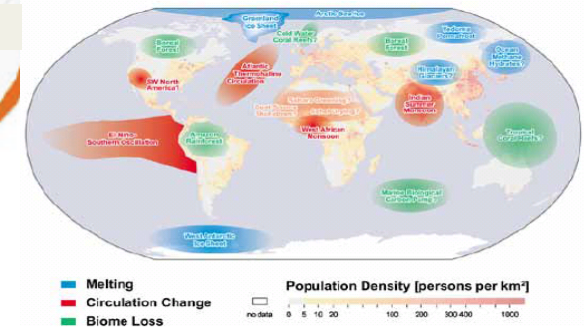 Arctic Sea Ice
Greenland
Ice Sheet
Cold Water
Coral Reefs?
Boreal
Forest
Boreal
Forest
Yedoma
Permafrost
Ocean
Methane
Hydrates?
Himalayan
Glaciers?
Atlantic
Thermohaline
Circulation
SW North
America?
Indian
Summer
Monsoon
West African
Monsoon
El Niño-
Southern Oscillation
Amazon
Rainforest
Tropical
Coral Reefs?
Marine Biological
Carbon Pump?
West Antarctic
Ice Sheet
Melting
Circulation Change
Biome Loss
Population Density [persons per km²]
no data
0 5 10 20 100 200 300 400 1000